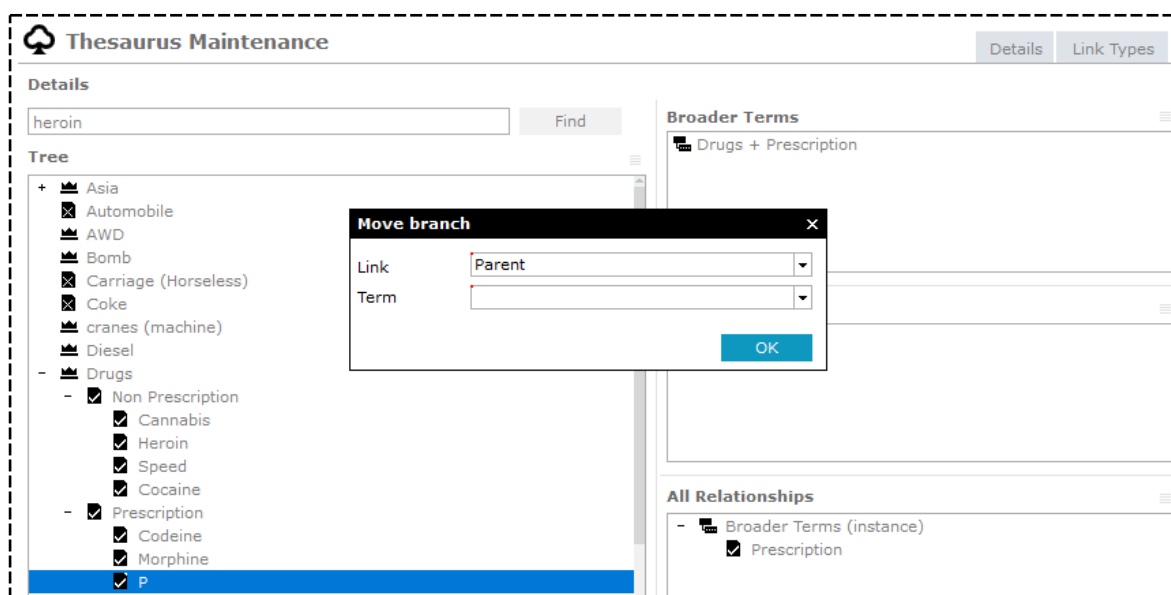 Thesaurus Maintenance
Details Link Types
Details
heroin
Find
Tree
+ Asia
Automobile
AWD
Bomb
Carriage (Horseless)
Coke
cranes (machine)
Diesel
- Drugs
- Non Prescription
Cannabis
Heroin
Speed
Cocaine
- Prescription
Codeine
Morphine
P
Move branch x
Link Parent
Term
OK
Broader Terms
Drugs + Prescription
All Relationships
- Broader Terms (instance)
Prescription